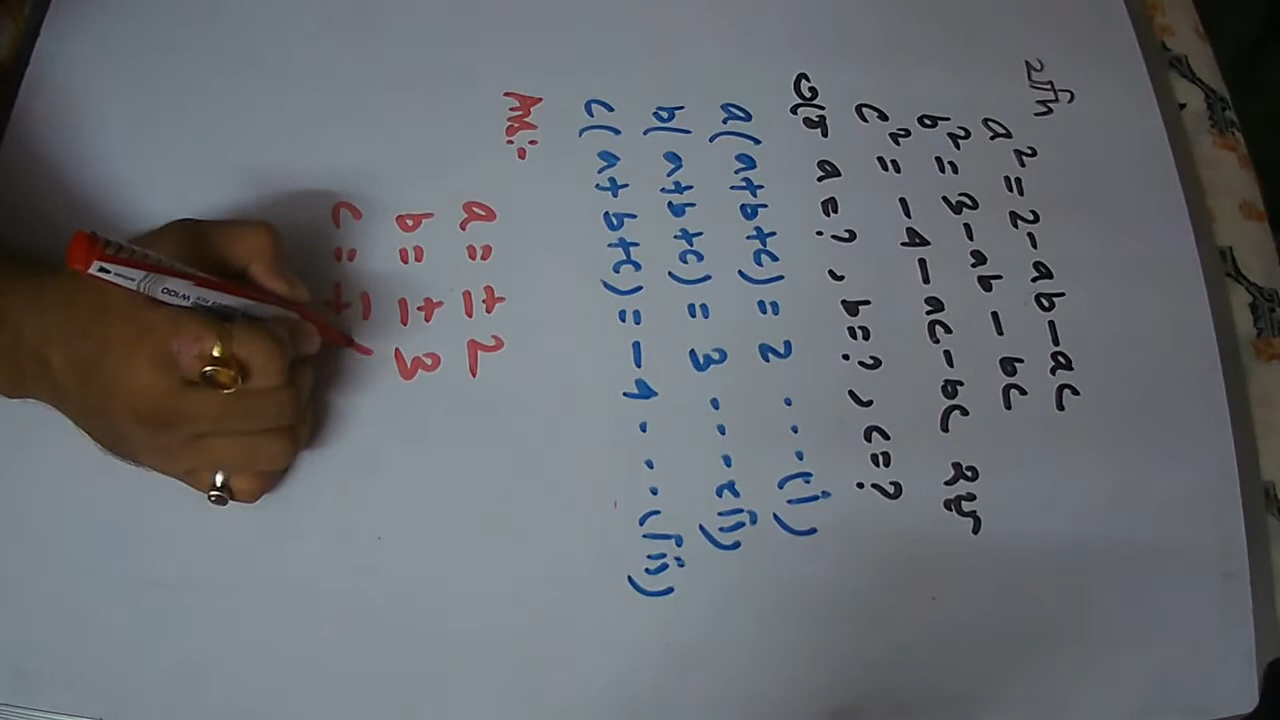 যদি
a² = 2 - ab - ac
b² = 3 - ab - bc
c² = -4 - ac - bc হয়
a = ? , b = ? , c = ?
a(a+b+c) = 2 ... (i)
b(a+b+c) = 3 ... (ii)
c(a+b+c) = -4 ... (iii)
Ans:-
a = ± 2
b = ± 3
c = ∓